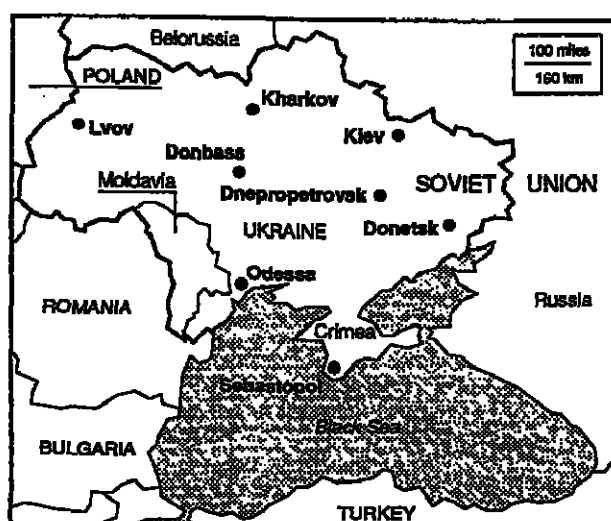 Belorussia
100 miles
160 km
POLAND
Kharkov
Lvov
Kiev
Donbass
Moldavia
SOVIET UNION
Dnepropetrovsk
UKRAINE
Donetsk
Odessa
ROMANIA
Russia
Crimea
Sebastopol
Black Sea
BULGARIA
TURKEY